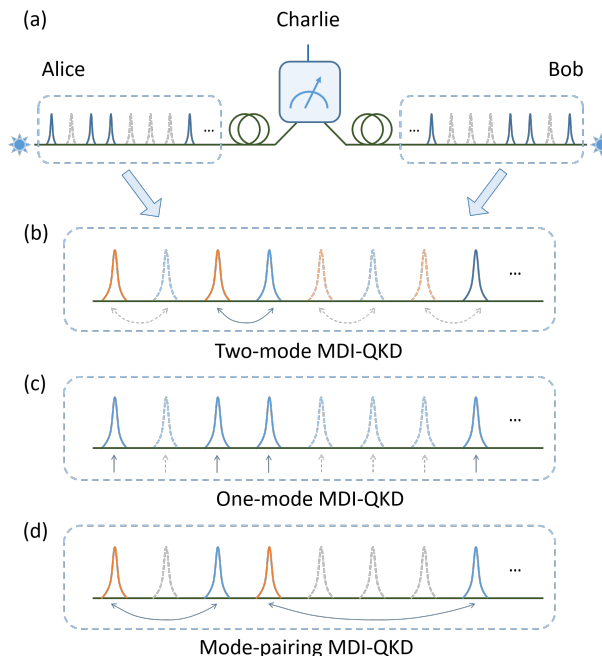 (a)
Charlie
Alice
Bob
...
...
(b)
...
Two-mode MDI-QKD
(c)
...
One-mode MDI-QKD
(d)
...
Mode-pairing MDI-QKD